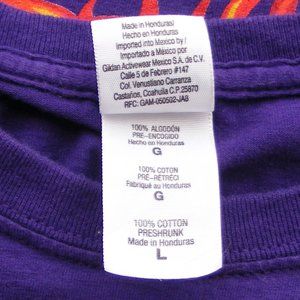 Made in Honduras/
Hecho en Honduras
Imported into Mexico by /
Importado a México por
Gildan Activewear Mexico S.A. de C.V.
Calle 5 de Febrero #147
Col. Venustiano Carranza
Castaños, Coahuila C.P. 25870
RFC: GAM-050502-JA8
100% ALGODÓN
PRE-ENCOGIDO
Hecho en Honduras
G
100% COTON
PRÉ-RÉTRÉCI
Fabriqué au Honduras
G
100% COTTON
PRESHRUNK
Made in Honduras
L